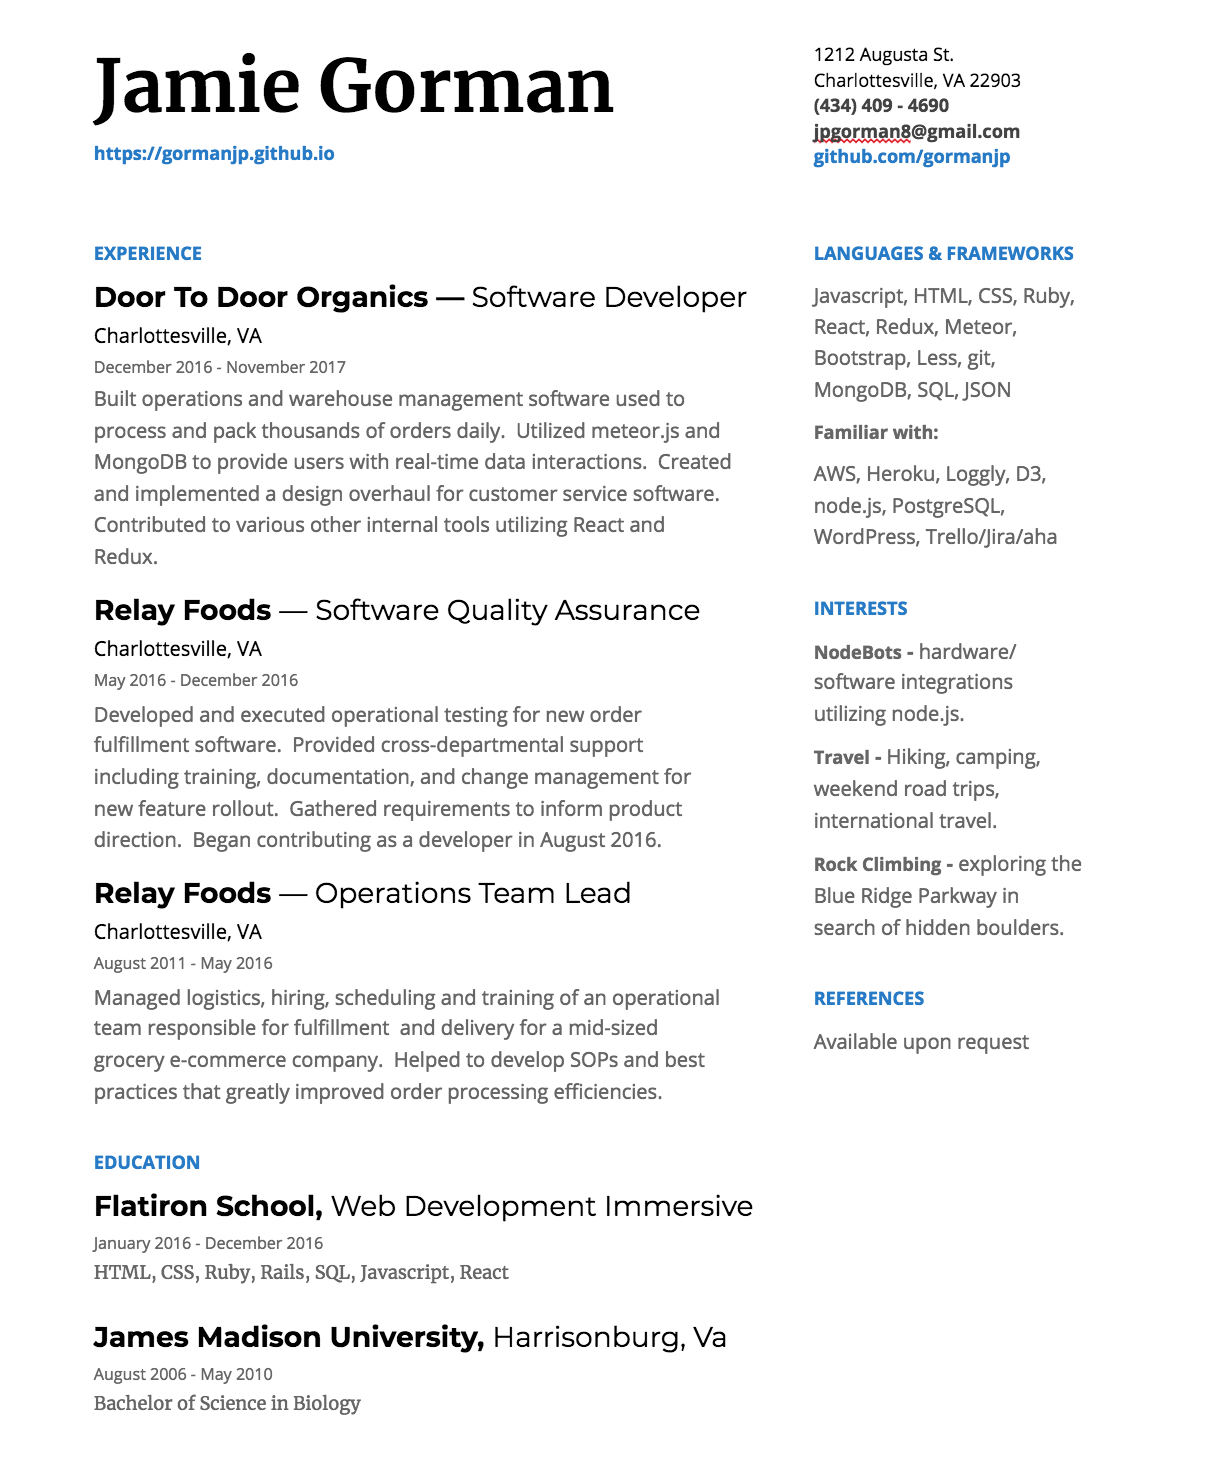 Jamie Gorman
https://gormanjp.github.io
1212 Augusta St.
Charlottesville, VA 22903
(434) 409 - 4690
jpgorman8@gmail.com
github.com/gormanjp
EXPERIENCE
Door To Door Organics — Software Developer
Charlottesville, VA
December 2016 - November 2017
Built operations and warehouse management software used to
process and pack thousands of orders daily.  Utilized meteor.js and
MongoDB to provide users with real-time data interactions.  Created
and implemented a design overhaul for customer service software.
Contributed to various other internal tools utilizing React and
Redux.
Relay Foods — Software Quality Assurance
Charlottesville, VA
May 2016 - December 2016
Developed and executed operational testing for new order
fulfillment software.  Provided cross-departmental support
including training, documentation, and change management for
new feature rollout.  Gathered requirements to inform product
direction.  Began contributing as a developer in August 2016.
Relay Foods — Operations Team Lead
Charlottesville, VA
August 2011 - May 2016
Managed logistics, hiring, scheduling and training of an operational
team responsible for fulfillment  and delivery for a mid-sized
grocery e-commerce company.  Helped to develop SOPs and best
practices that greatly improved order processing efficiencies.
EDUCATION
Flatiron School, Web Development Immersive
January 2016 - December 2016
HTML, CSS, Ruby, Rails, SQL, Javascript, React
James Madison University, Harrisonburg, Va
August 2006 - May 2010
Bachelor of Science in Biology
LANGUAGES & FRAMEWORKS
Javascript, HTML, CSS, Ruby,
React, Redux, Meteor,
Bootstrap, Less, git,
MongoDB, SQL, JSON
Familiar with:
AWS, Heroku, Loggly, D3,
node.js, PostgreSQL,
WordPress, Trello/Jira/aha
INTERESTS
NodeBots - hardware/
software integrations
utilizing node.js.
Travel - Hiking, camping,
weekend road trips,
international travel.
Rock Climbing - exploring the
Blue Ridge Parkway in
search of hidden boulders.
REFERENCES
Available upon request